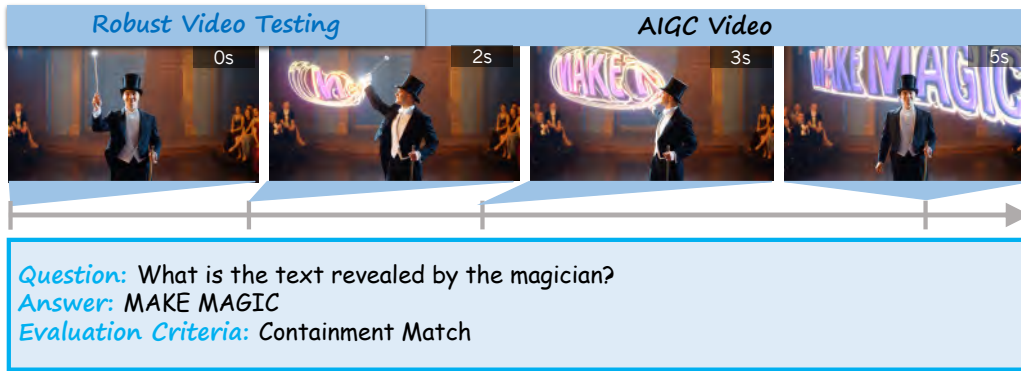 Robust Video Testing
AIGC Video
0s
2s
3s
5s
MAKE
MAKE MAGIC
Question: What is the text revealed by the magician?
Answer: MAKE MAGIC
Evaluation Criteria: Containment Match